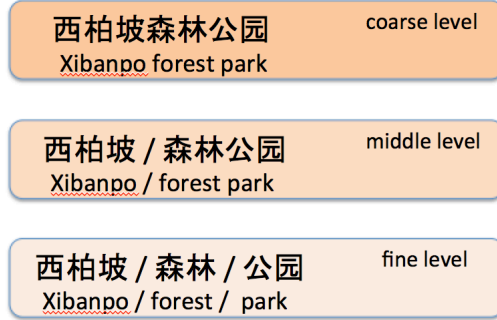 西柏坡森林公园 coarse level
Xibanpo forest park
西柏坡 / 森林公园 middle level
Xibanpo / forest park
西柏坡 / 森林 / 公园 fine level
Xibanpo / forest / park